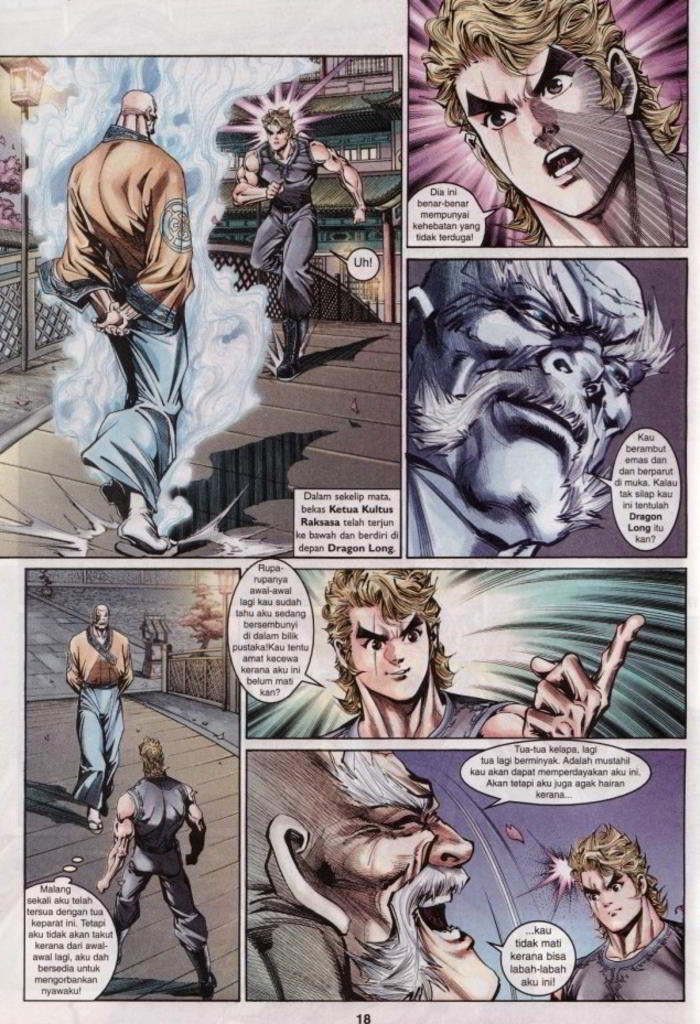 Uh!
Dalam sekelip mata,
bekas Ketua Kultus
Raksasa telah terjun
ke bawah dan berdiri di
depan Dragon Long.
Dia ini
benar-benar
mempunyai
kehebatan yang
tidak terduga!
Kau
berambut
emas dan
dan berparut
di muka. Kalau
tak silap kau
ini tentulah
Dragon
Long itu
kan?
Rupa-
rupanya
awal-awal
lagi kau sudah
tahu aku sedang
bersembunyi
di dalam bilik
pustaka!Kau tentu
amat kecewa
kerana aku ini
belum mati
kan?
Malang
sekali aku telah
tersua dengan tua
keparat ini. Tetapi
aku tidak akan takut
kerana dari awal-
awal lagi, aku dah
bersedia untuk
mengorbankan
nyawaku!
Tua-tua kelapa, lagi
tua lagi berminyak. Adalah mustahil
kau akan dapat memperdayakan aku ini.
Akan tetapi aku juga agak hairan
kerana...
...kau
tidak mati
kerana bisa
labah-labah
aku ini!
18